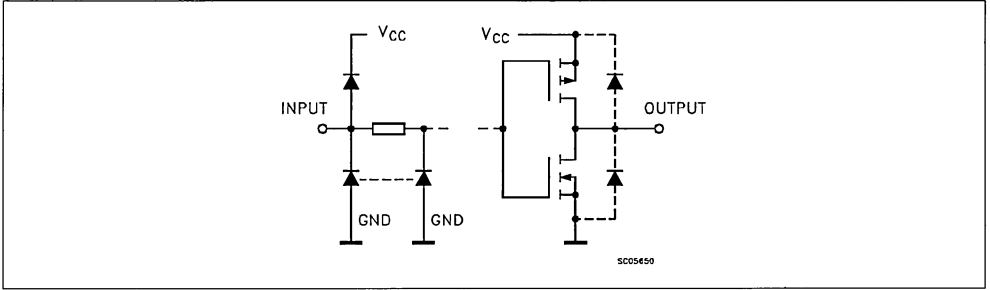 VCC
VCC
INPUT
OUTPUT
GND
GND
SC05650